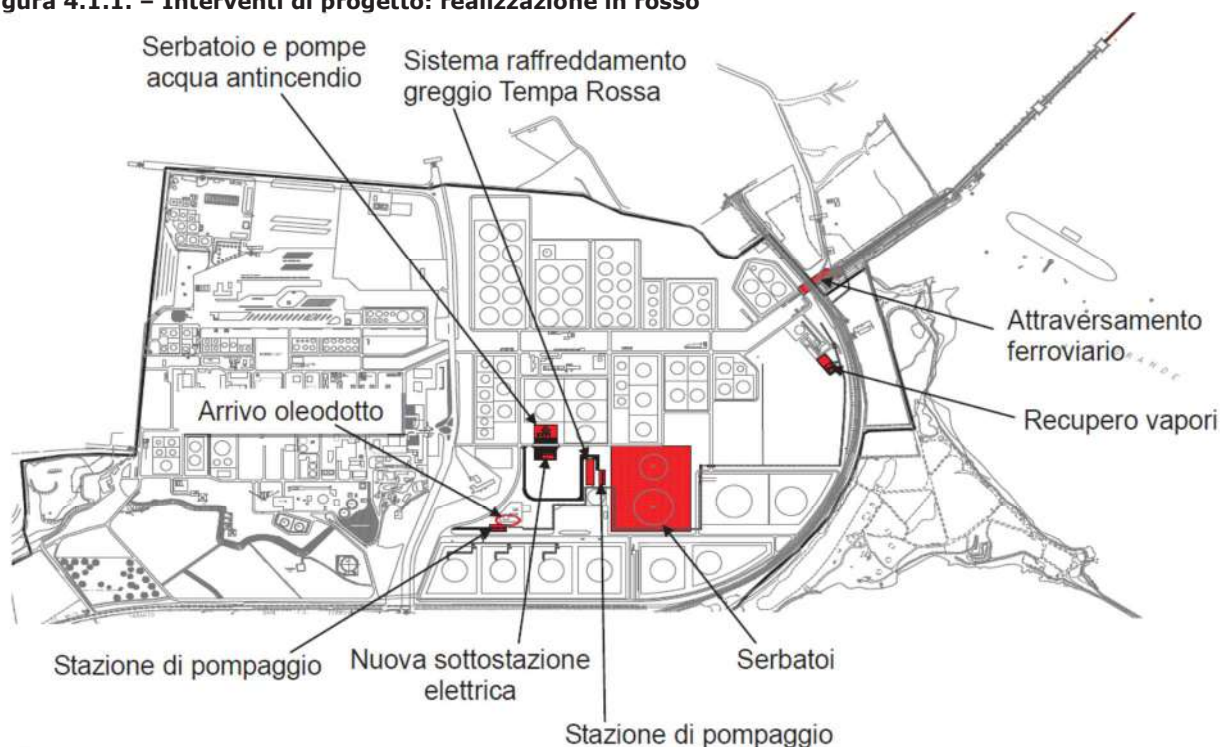 gura 4.1.1. – Interventi di progetto: realizzazione in rosso
Serbatoio e pompe
acqua antincendio
Sistema raffreddamento
greggio Tempa Rossa
Attraversamento
ferroviario
Recupero vapori
Arrivo oleodotto
Stazione di pompaggio
Nuova sottostazione
elettrica
Serbatoi
Stazione di pompaggio